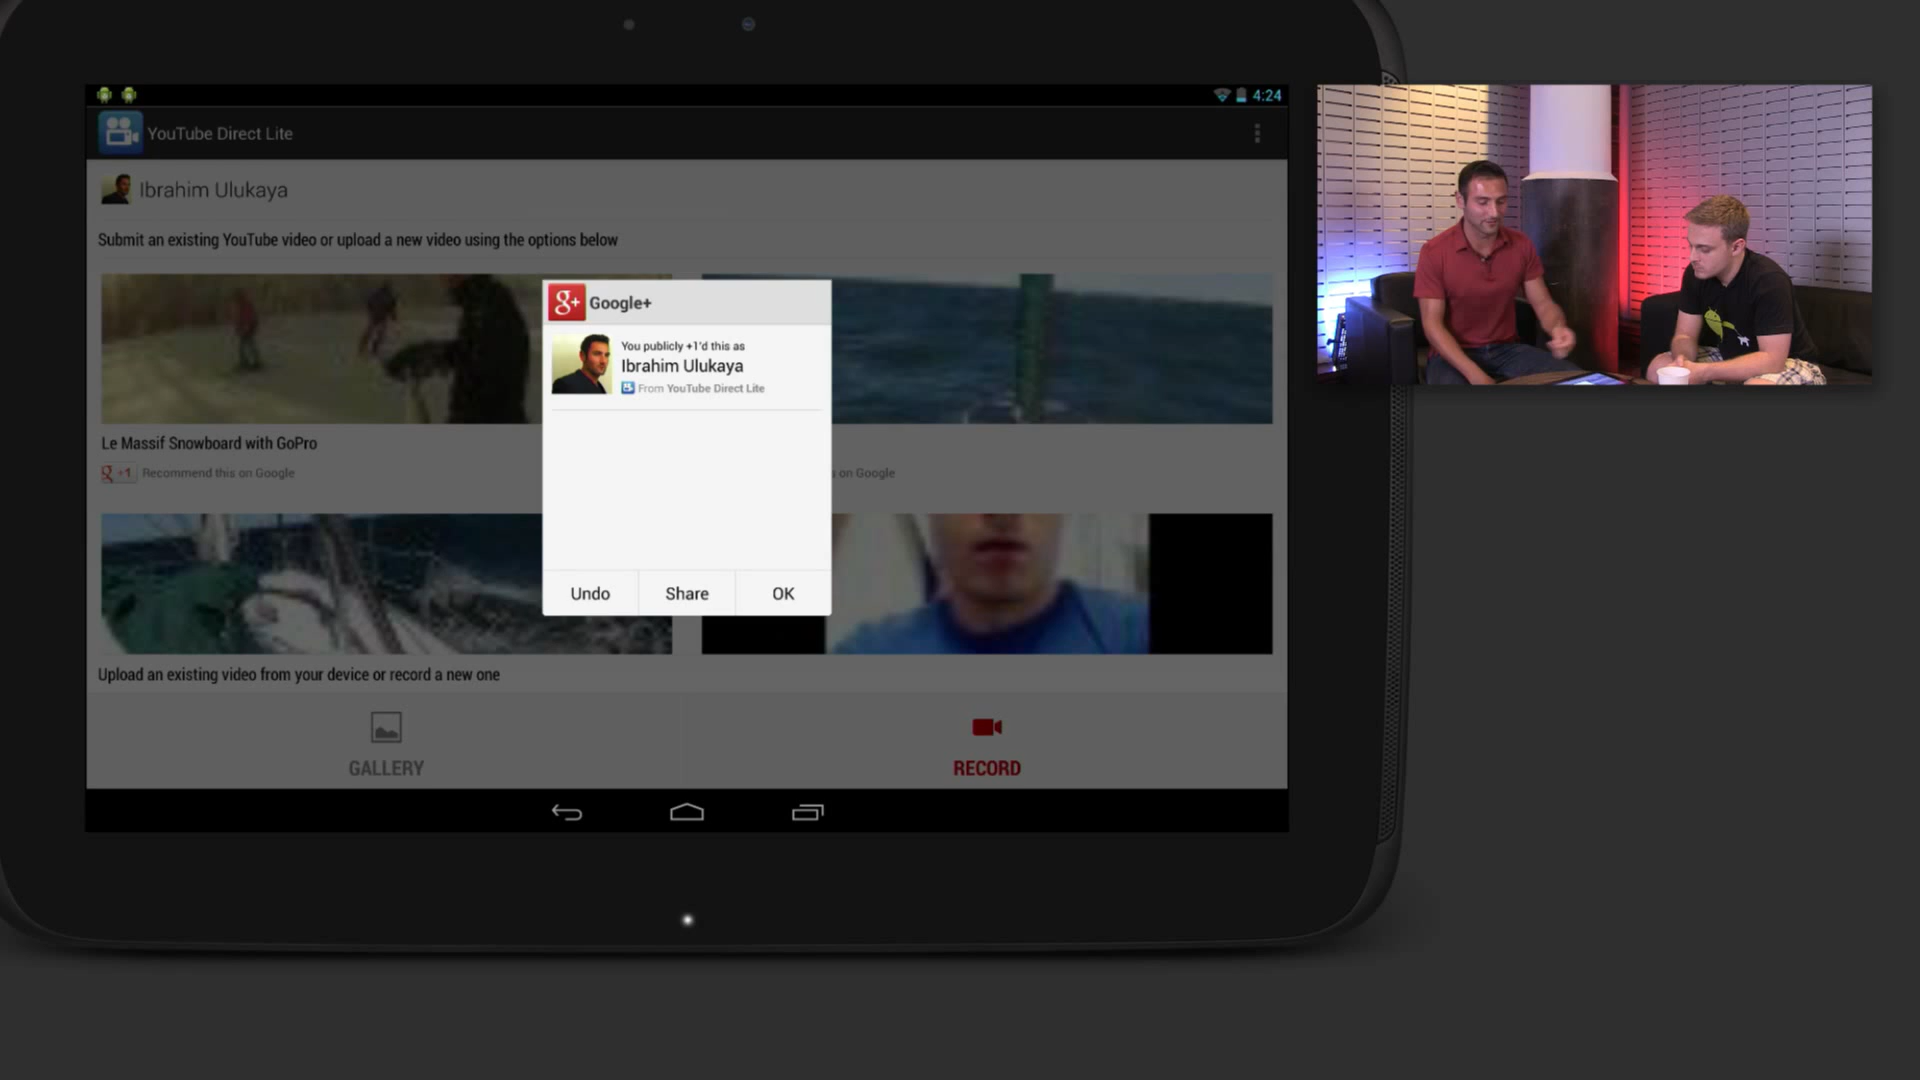 4:24
YouTube Direct Lite
Ibrahim Ulukaya
Submit an existing YouTube video or upload a new video using the options below
g+ Google+
You publicly +1'd this as
Ibrahim Ulukaya
From YouTube Direct Lite
Le Massif Snowboard with GoPro
g +1 Recommend this on Google
on Google
Undo Share OK
Upload an existing video from your device or record a new one
GALLERY
RECORD